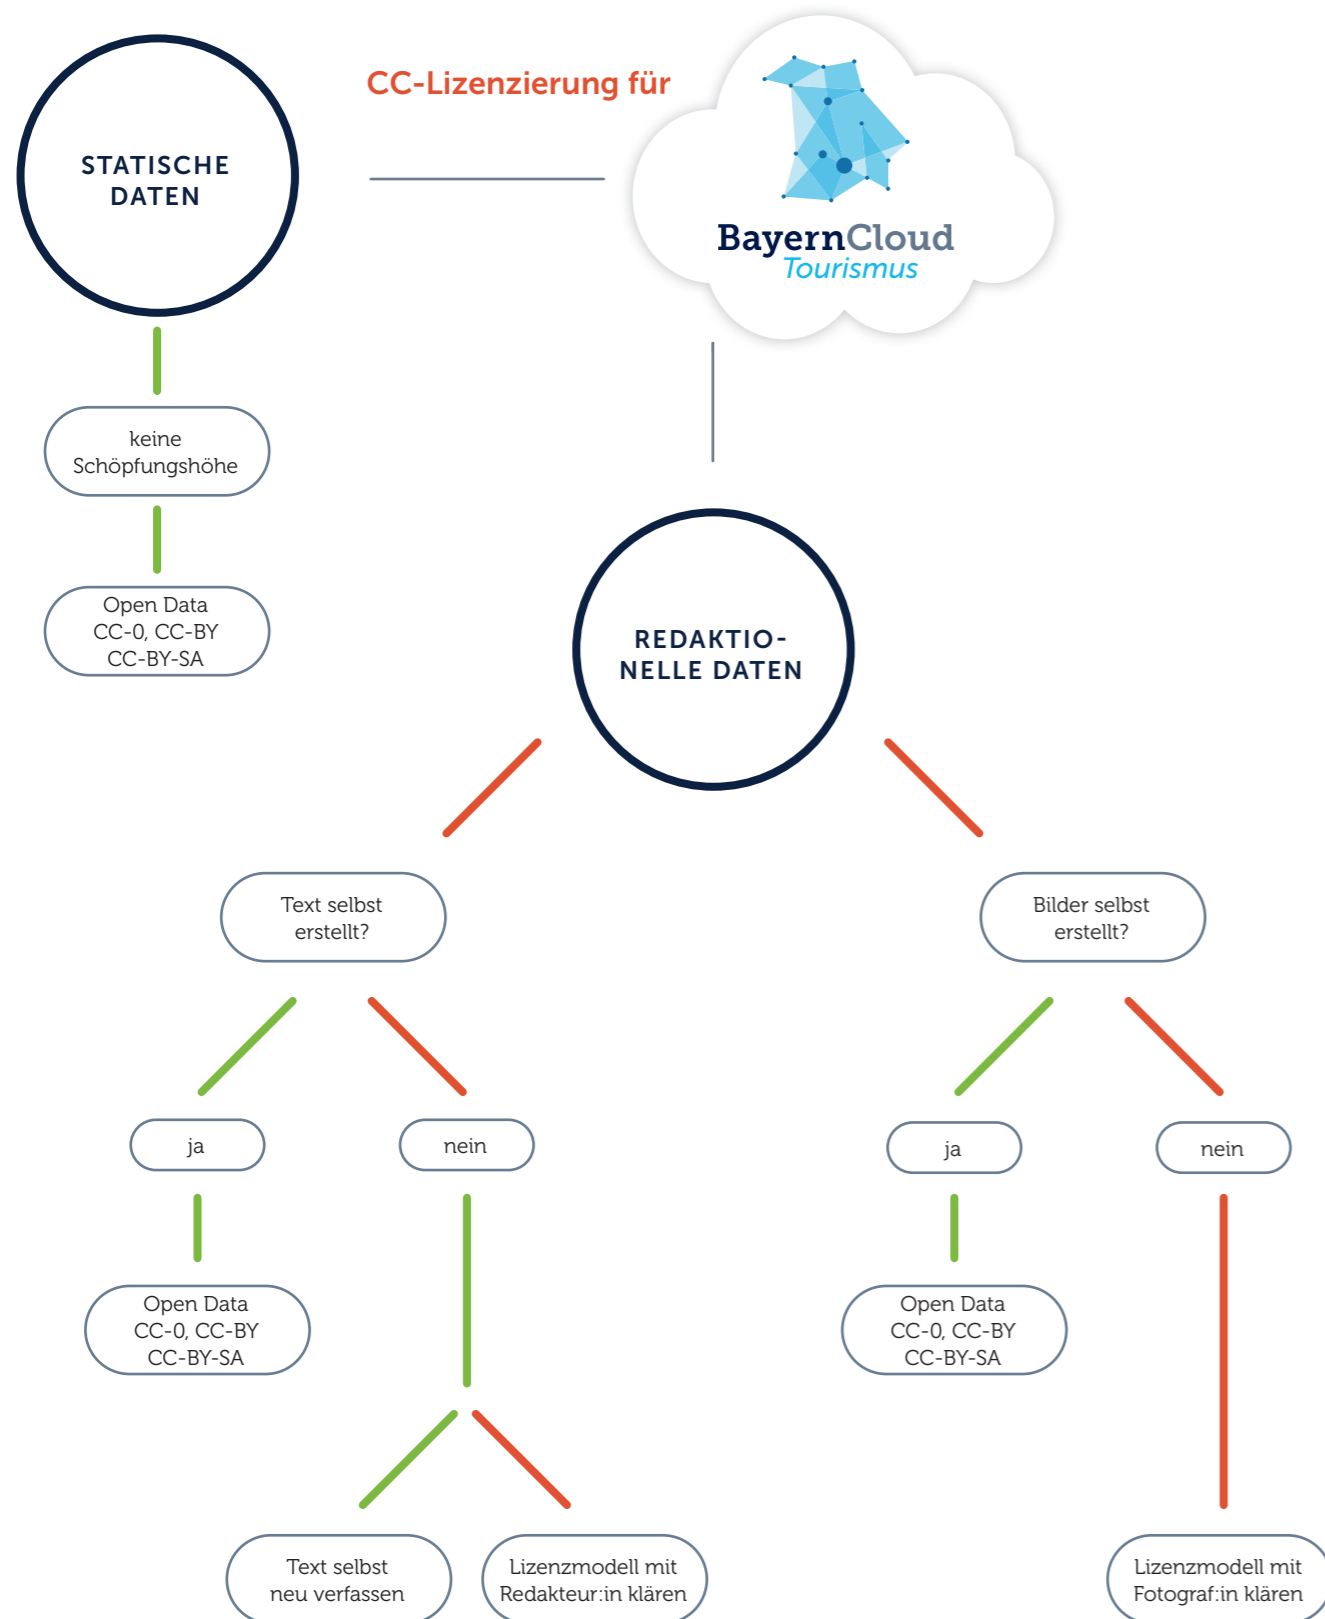 CC-Lizenzierung für
STATISCHE
DATEN
BayernCloud
Tourismus
keine
Schöpfungshöhe
Open Data
CC-0, CC-BY
CC-BY-SA
REDAKTIO-
NELLE DATEN
Text selbst
erstellt?
Bilder selbst
erstellt?
ja
nein
ja
nein
Open Data
CC-0, CC-BY
CC-BY-SA
Open Data
CC-0, CC-BY
CC-BY-SA
Text selbst
neu verfassen
Lizenzmodell mit
Redakteur:in klären
Lizenzmodell mit
Fotograf:in klären